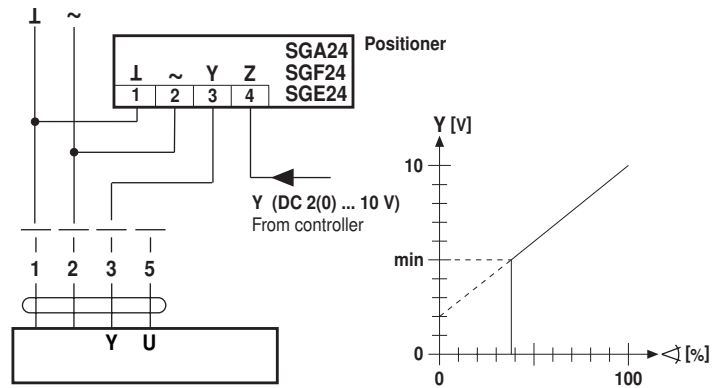 ⊥ ~
SGA24
SGF24
SGE24
Positioner
⊥ ~ Y Z
1 2 3 4
Y (DC 2(0) ... 10 V)
From controller
1 2 3 5
Y U
Y [V]
10
min
0
0 100
∢ [%]